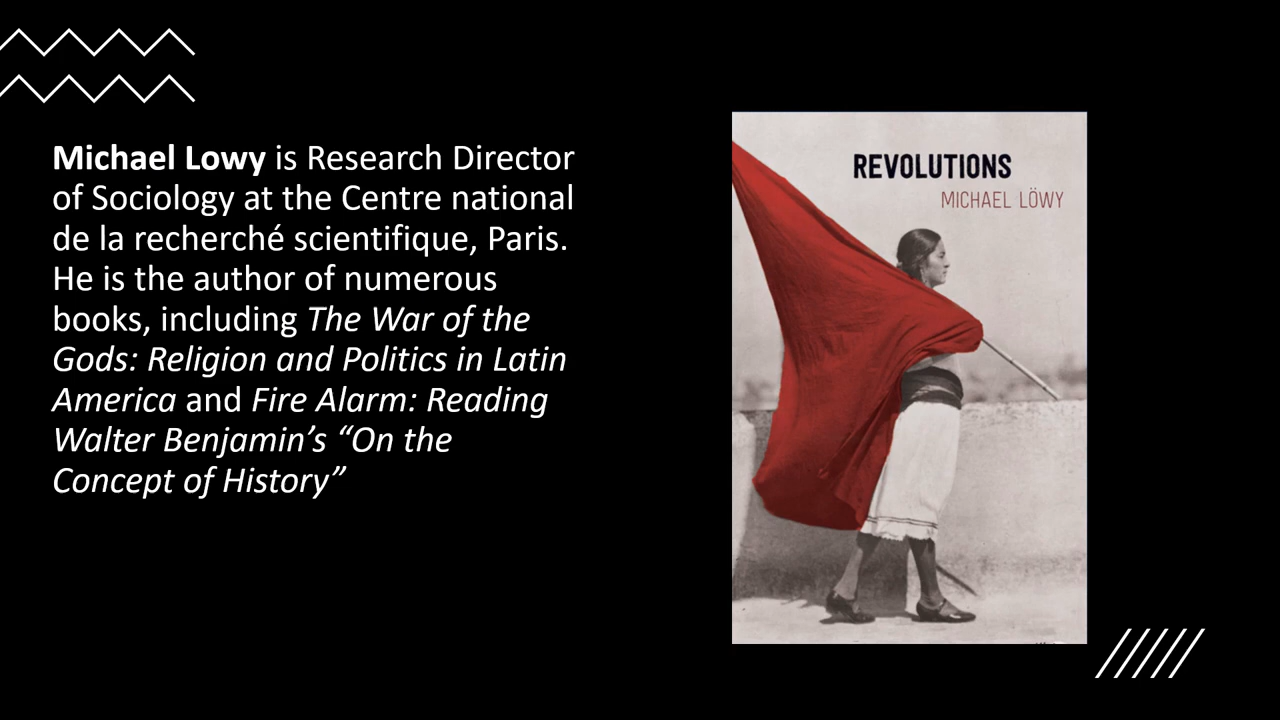 Michael Lowy is Research Director
of Sociology at the Centre national
de la recherché scientifique, Paris.
He is the author of numerous
books, including The War of the
Gods: Religion and Politics in Latin
America and Fire Alarm: Reading
Walter Benjamin’s “On the
Concept of History”
REVOLUTIONS
MICHAEL LÖWY